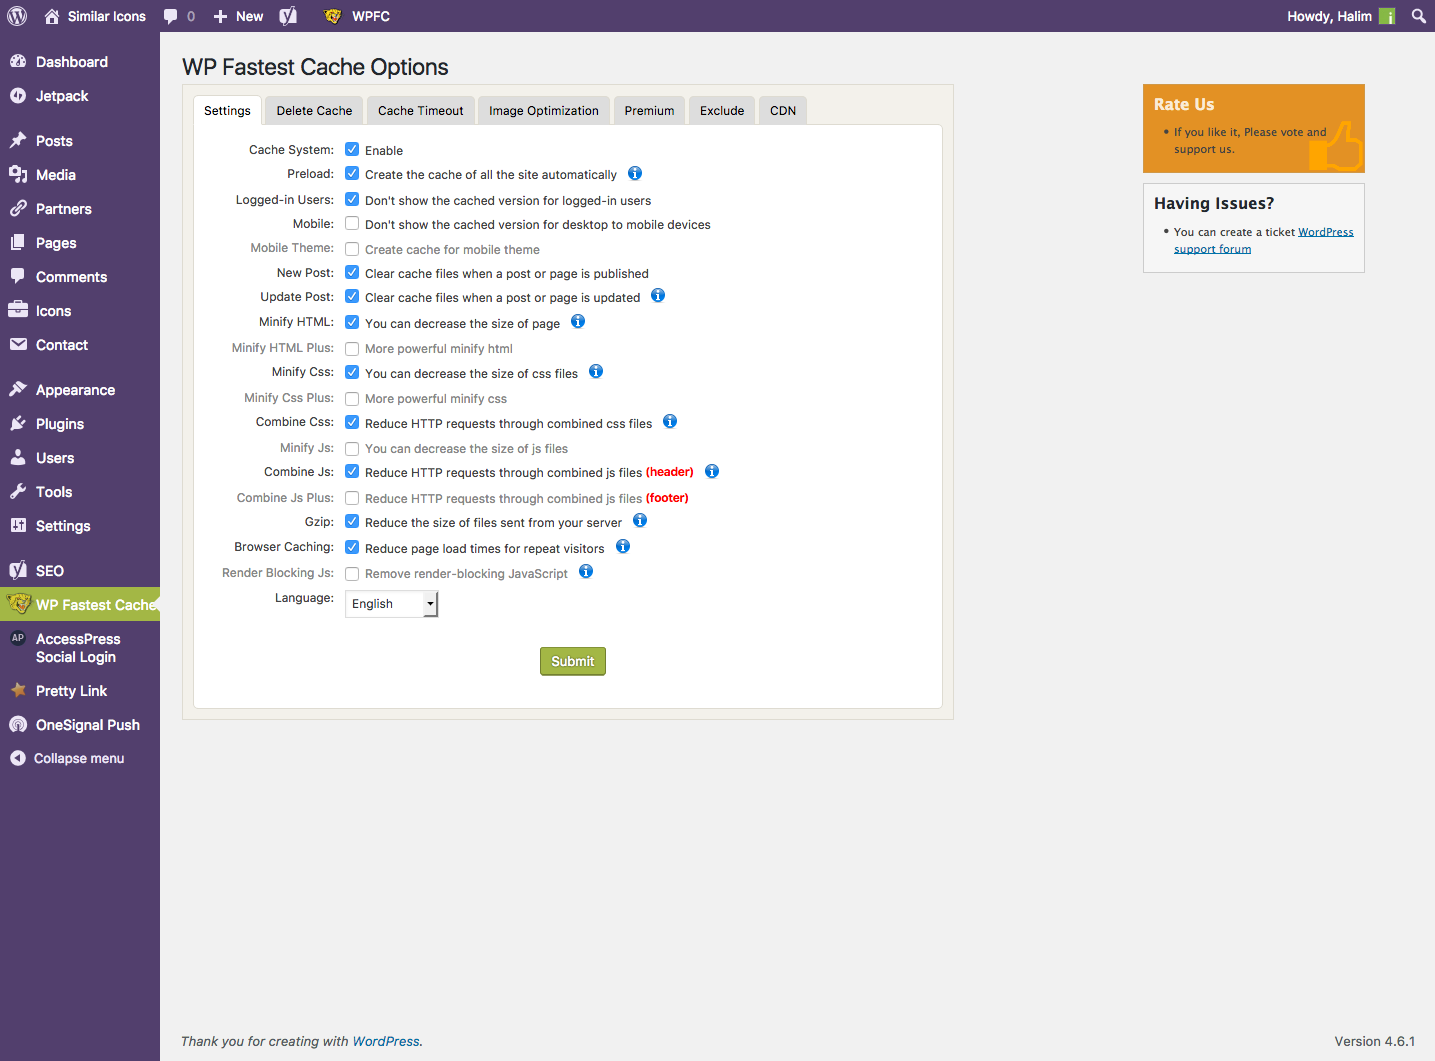 Similar Icons 0 New WPFC Howdy, Halim
Dashboard
Jetpack
Posts
Media
Partners
Pages
Comments
Icons
Contact
Appearance
Plugins
Users
Tools
Settings
SEO
WP Fastest Cache
AP AccessPress
Social Login
Pretty Link
OneSignal Push
Collapse menu
WP Fastest Cache Options
Settings Delete Cache Cache Timeout Image Optimization Premium Exclude CDN
Cache System: Enable
Preload: Create the cache of all the site automatically
Logged-in Users: Don't show the cached version for logged-in users
Mobile: Don't show the cached version for desktop to mobile devices
Mobile Theme: Create cache for mobile theme
New Post: Clear cache files when a post or page is published
Update Post: Clear cache files when a post or page is updated
Minify HTML: You can decrease the size of page
Minify HTML Plus: More powerful minify html
Minify Css: You can decrease the size of css files
Minify Css Plus: More powerful minify css
Combine Css: Reduce HTTP requests through combined css files
Minify Js: You can decrease the size of js files
Combine Js: Reduce HTTP requests through combined js files (header)
Combine Js Plus: Reduce HTTP requests through combined js files (footer)
Gzip: Reduce the size of files sent from your server
Browser Caching: Reduce page load times for repeat visitors
Render Blocking Js: Remove render-blocking JavaScript
Language: English
Submit
Rate Us
• If you like it, Please vote and
support us.
Having Issues?
• You can create a ticket WordPress
support forum
Thank you for creating with WordPress.
Version 4.6.1